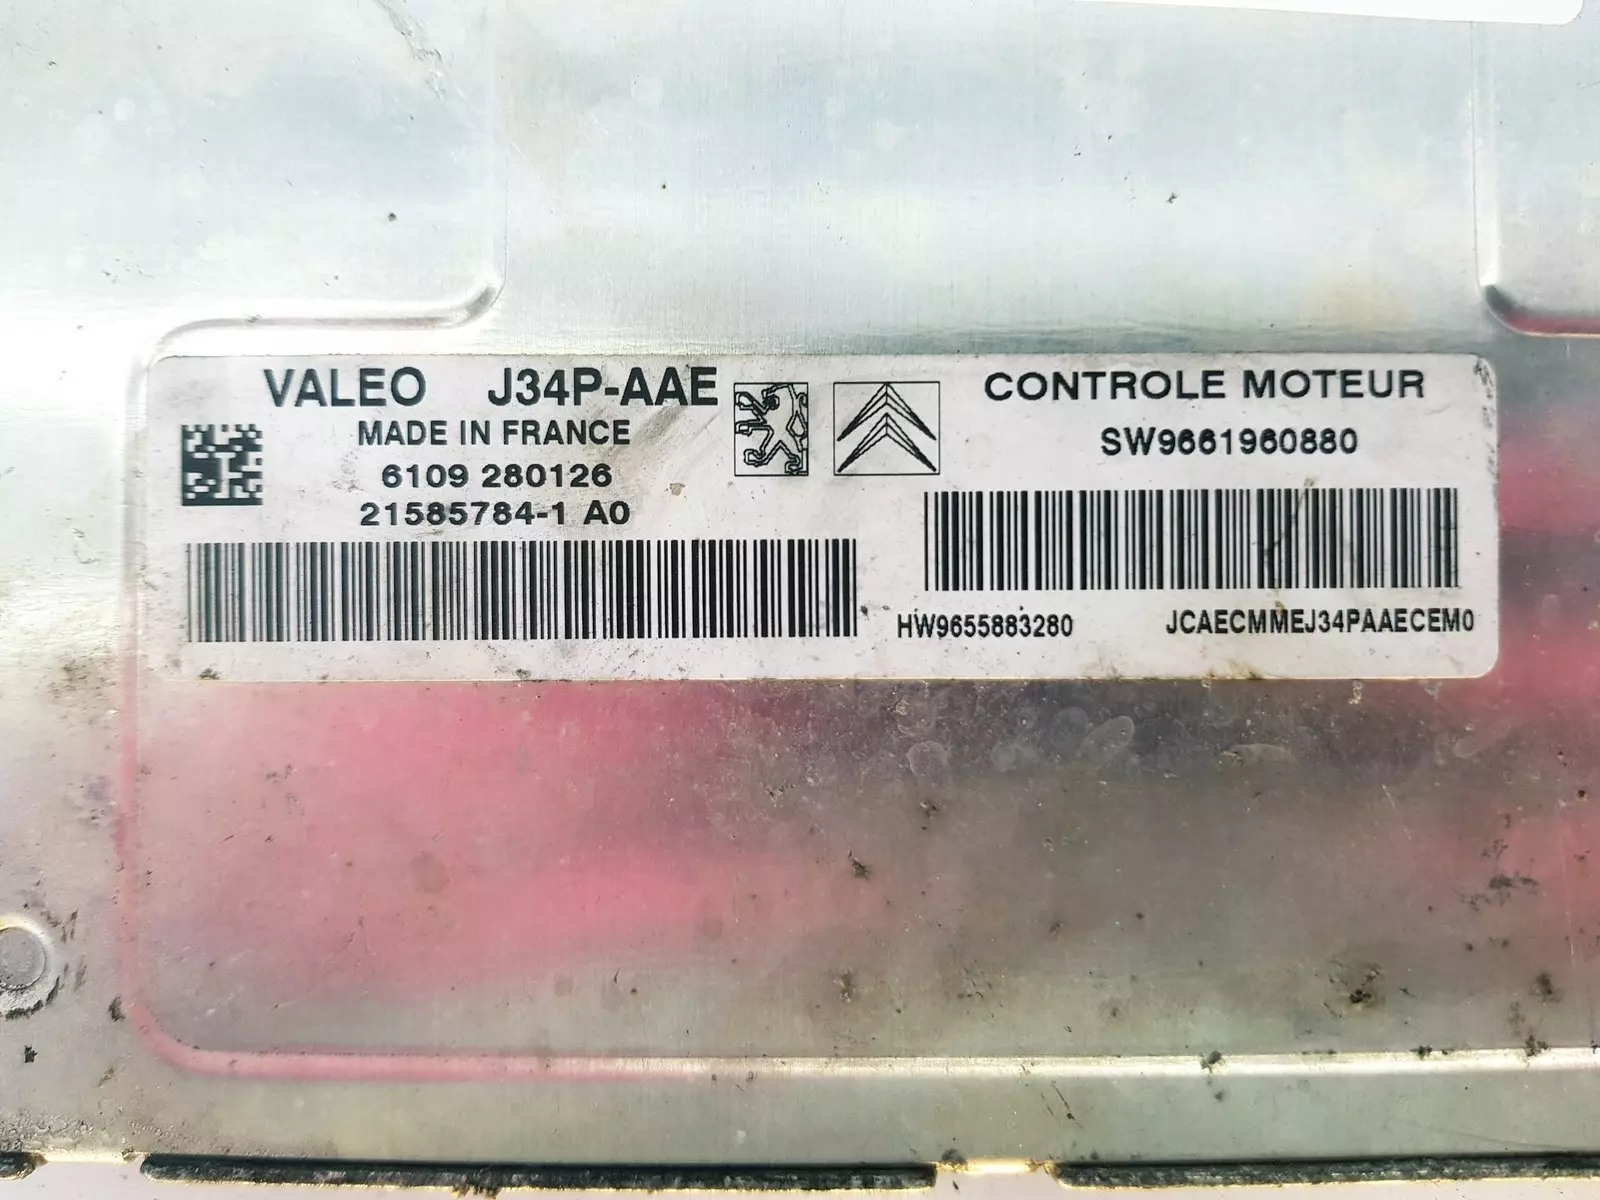 VALEO J34P-AAE
MADE IN FRANCE
6109 280126
21585784-1 A0
CONTROLE MOTEUR
SW9661960880
HW9655883280 JCAECMMEJ34PAAECEM0